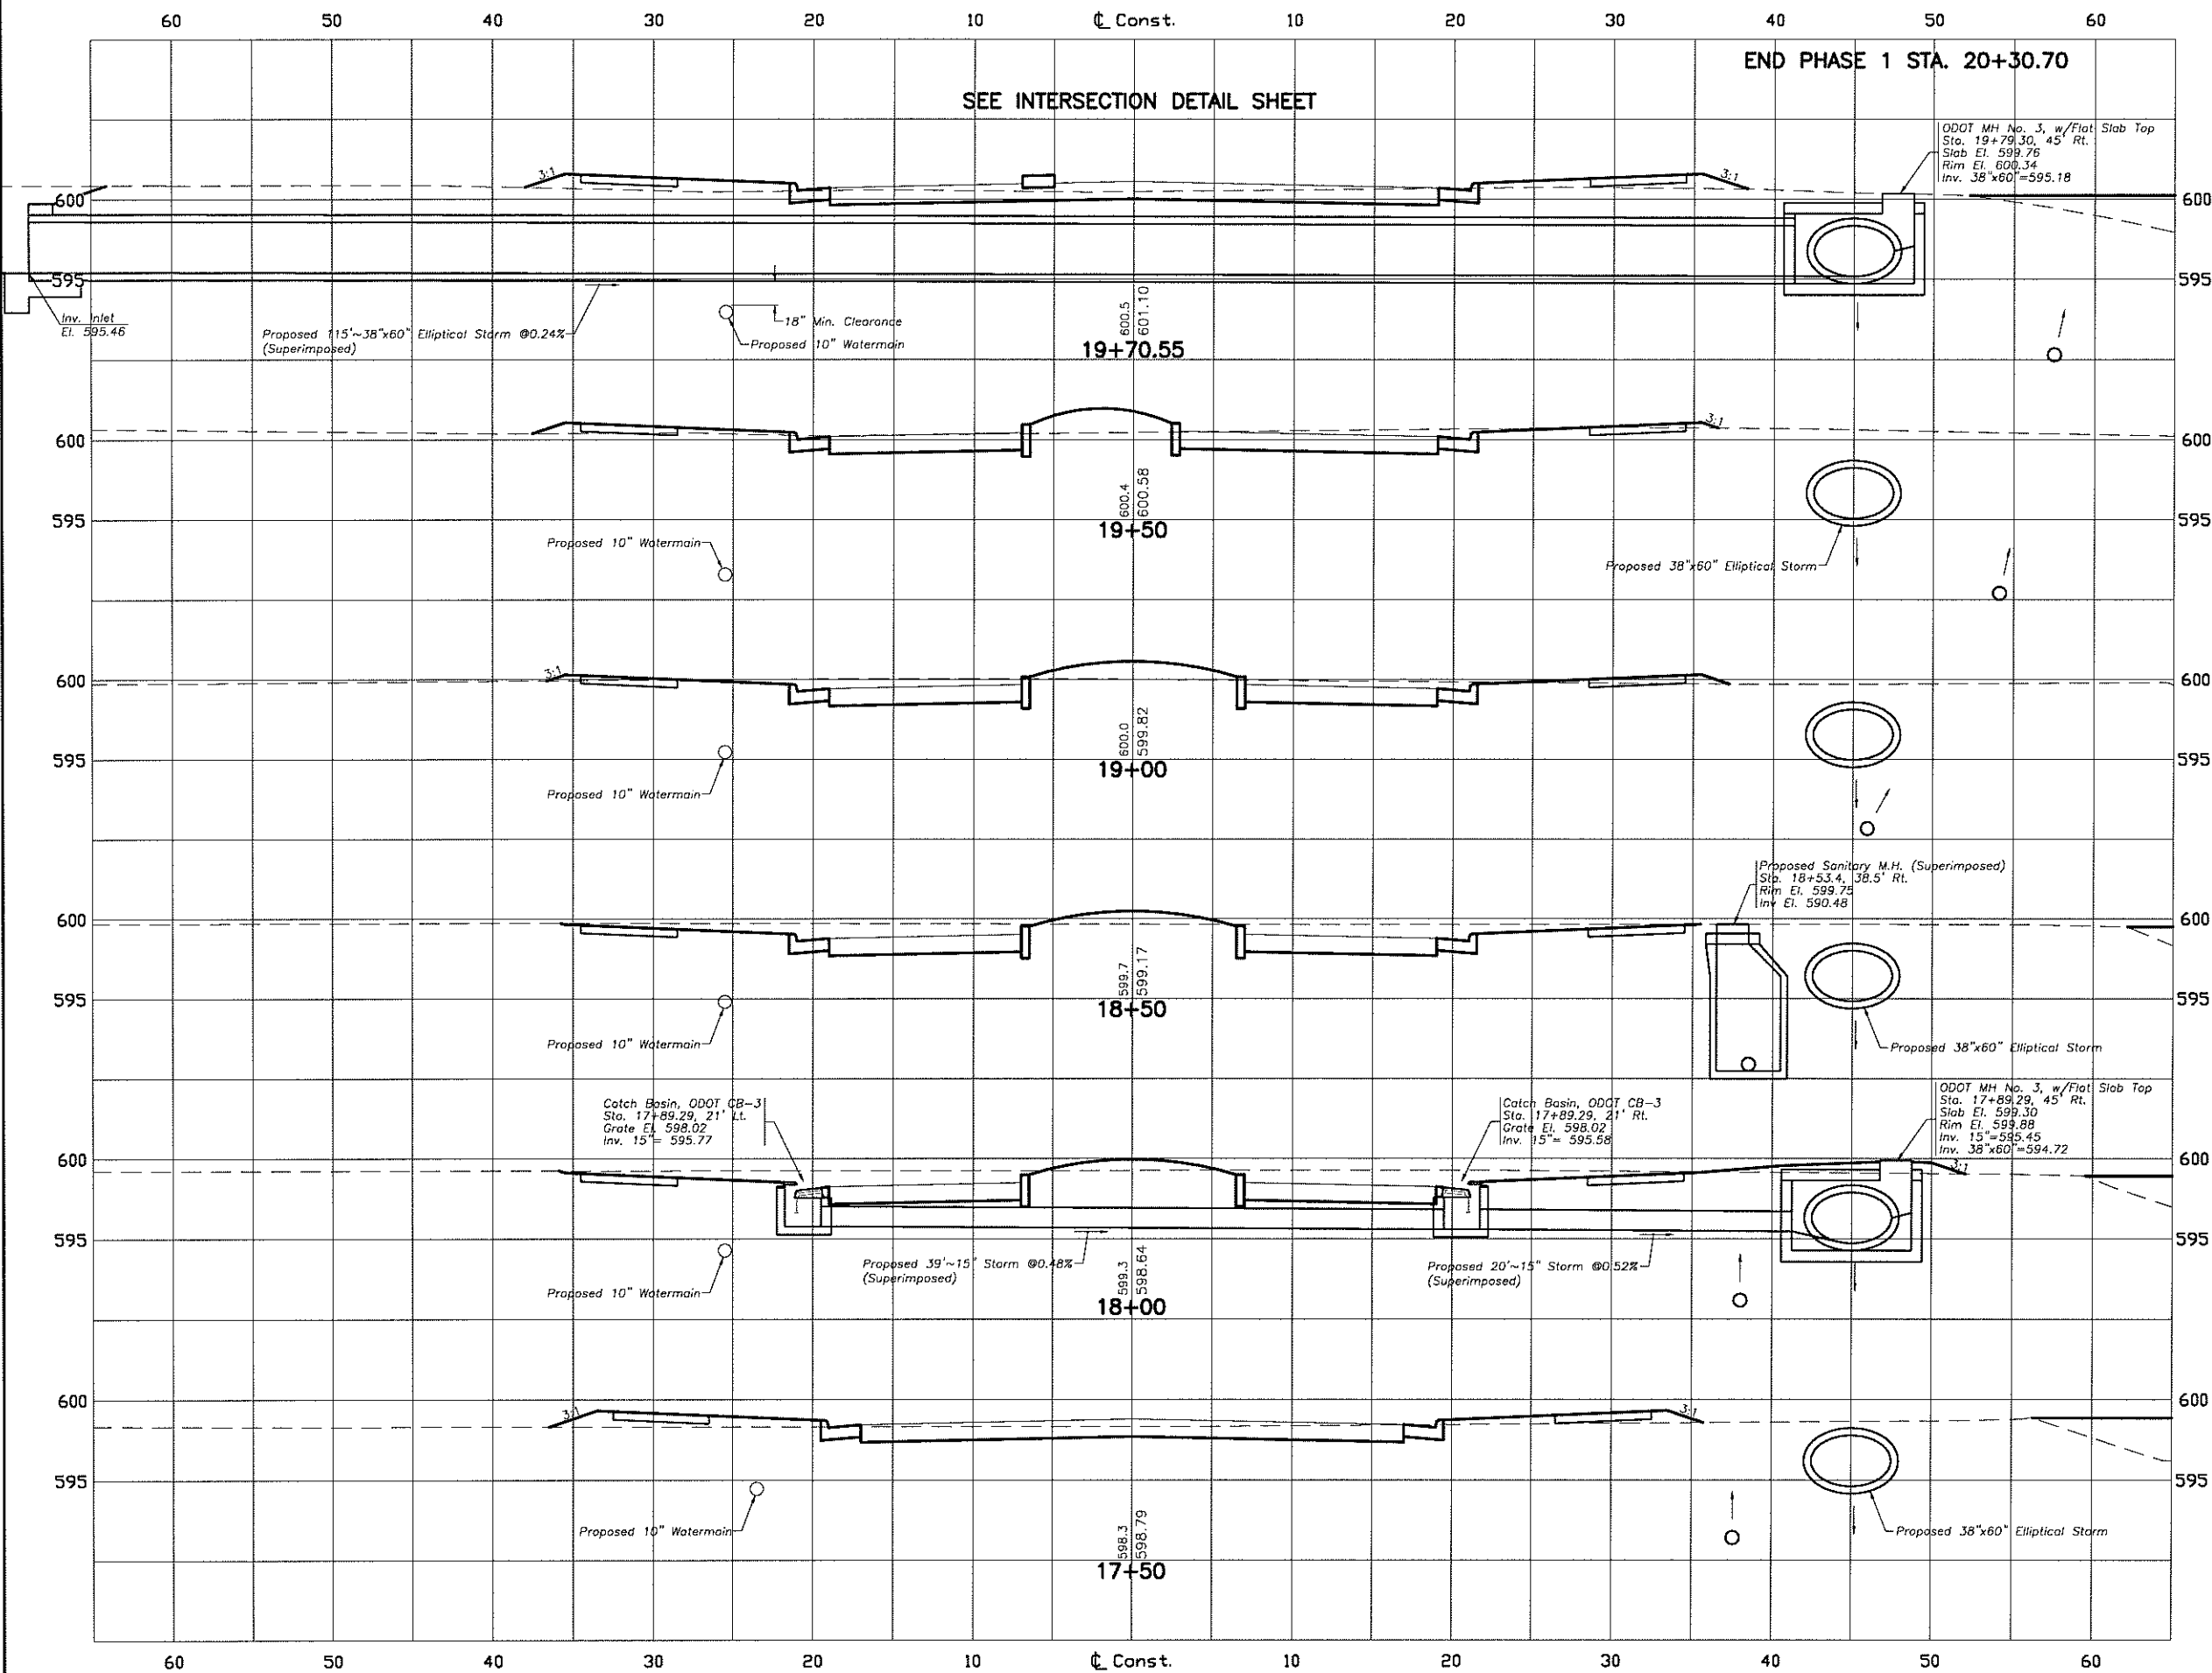 60 50 40 30 20 10 ℄ Const. 10 20 30 40 50 60
END PHASE 1 STA. 20+30.70
SEE INTERSECTION DETAIL SHEET
ODOT MH No. 3, w/Flat Slab Top
Sta. 19+79.30, 45' Rt.
Slab El. 599.76
Rim El. 600.34
Inv. 38"x60"=595.18
3:1
3:1
600
600
595
595
Inv. Inlet
El. 595.46
Proposed 115'~38"x60" Elliptical Storm @0.24%
(Superimposed)
18" Min. Clearance
Proposed 10" Watermain
600.5
601.10
19+70.55
3:1
600
600
600.4
600.58
595
595
19+50
Proposed 10" Watermain
Proposed 38"x60" Elliptical Storm
3:1
600
600
600.0
599.82
595
595
19+00
Proposed 10" Watermain
Proposed Sanitary M.H. (Superimposed)
Sta. 18+53.4, 38.5' Rt.
Rim El. 599.75
Inv El. 590.48
600
600
599.7
599.17
595
595
18+50
Proposed 10" Watermain
Proposed 38"x60" Elliptical Storm
Catch Basin, ODOT CB-3
Sta. 17+89.29, 21' Lt.
Grate El. 598.02
Inv. 15"= 595.77
Catch Basin, ODOT CB-3
Sta. 17+89.29, 21' Rt.
Grate El. 598.02
Inv. 15"= 595.58
ODOT MH No. 3, w/Flat Slab Top
Sta. 17+89.29, 45' Rt.
Slab El. 599.30
Rim El. 599.88
Inv. 15"=595.45
Inv. 38"x60"=594.72
600
600
3:1
595
595
Proposed 39'~15" Storm @0.48%
(Superimposed)
Proposed 20'~15" Storm @0.52%
(Superimposed)
Proposed 10" Watermain
599.3
598.64
18+00
600
600
3:1
3:1
595
595
Proposed 10" Watermain
Proposed 38"x60" Elliptical Storm
598.3
598.79
17+50
60 50 40 30 20 10 ℄ Const. 10 20 30 40 50 60